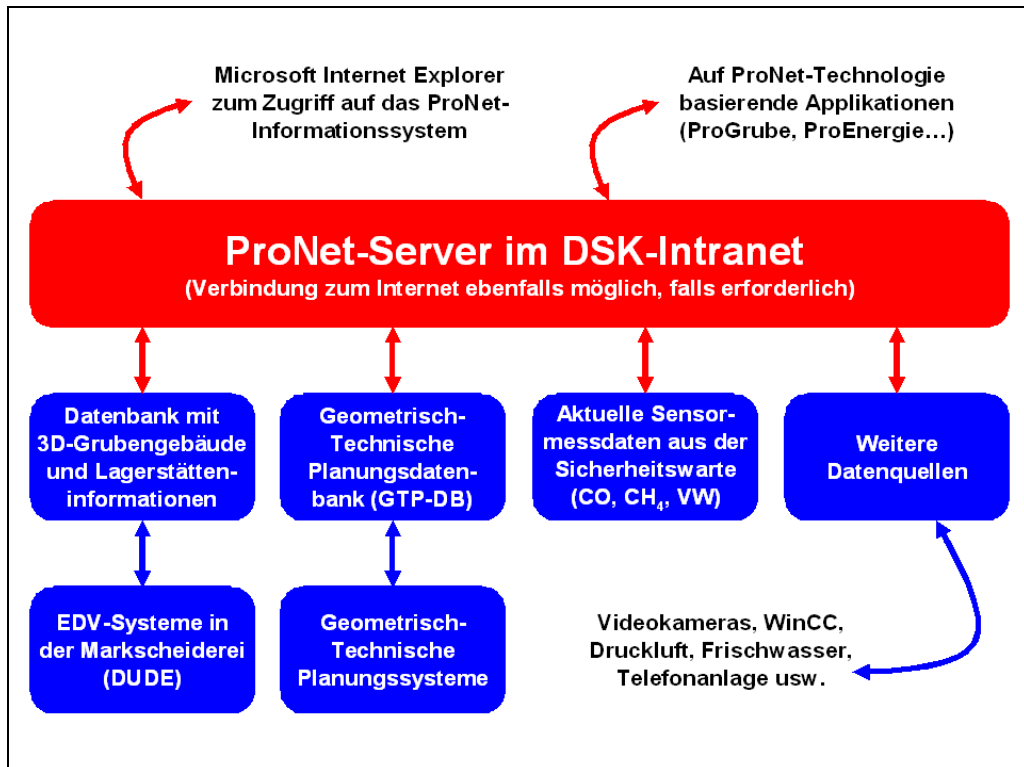 Microsoft Internet Explorer
zum Zugriff auf das ProNet-
Informationssystem
Auf ProNet-Technologie
basierende Applikationen
(ProGrube, ProEnergie…)
ProNet-Server im DSK-Intranet
(Verbindung zum Internet ebenfalls möglich, falls erforderlich)
Datenbank mit
3D-Grubengebäude
und Lagerstätten-
informationen
Geometrisch-
Technische
Planungsdaten-
bank (GTP-DB)
Aktuelle Sensor-
messdaten aus der
Sicherheitswarte
(CO, CH₄, VW)
Weitere
Datenquellen
EDV-Systeme in
der Markscheiderei
(DUDE)
Geometrisch-
Technische
Planungssysteme
Videokameras, WinCC,
Druckluft, Frischwasser,
Telefonanlage usw.